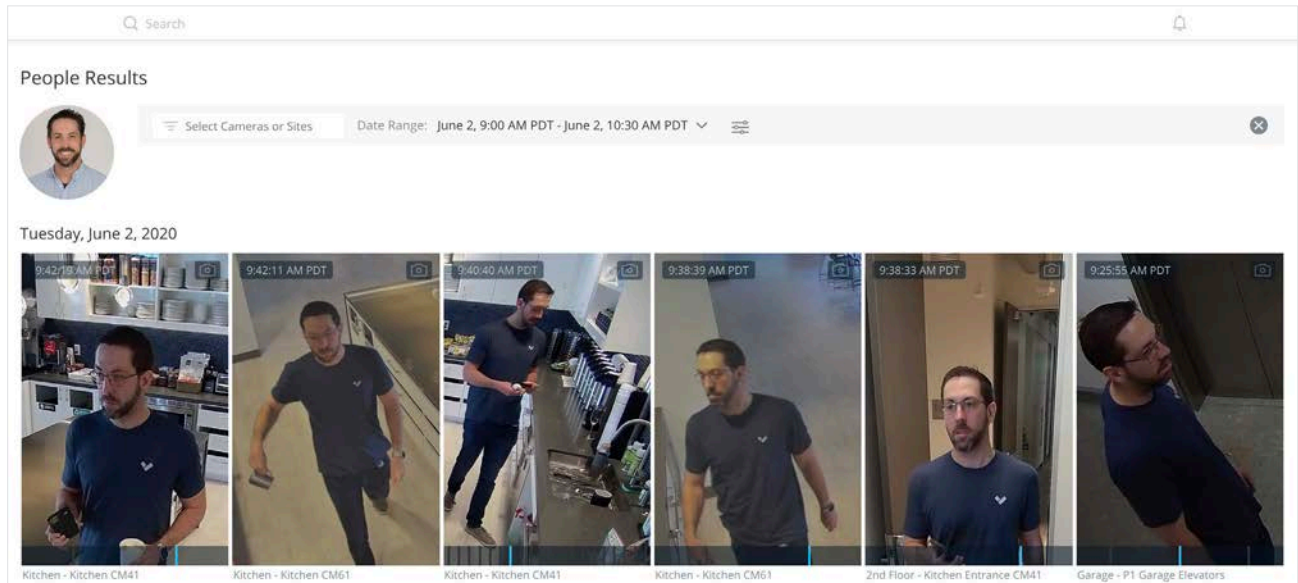 Search
People Results
Select Cameras or Sites
Date Range: June 2, 9:00 AM PDT - June 2, 10:30 AM PDT
Tuesday, June 2, 2020
9:42:19 AM PDT
9:42:11 AM PDT
9:40:40 AM PDT
9:38:39 AM PDT
9:38:33 AM PDT
9:25:55 AM PDT
Kitchen - Kitchen CM41
Kitchen - Kitchen CM61
Kitchen - Kitchen CM41
Kitchen - Kitchen CM61
2nd Floor - Kitchen Entrance CM41
Garage - P1 Garage Elevators